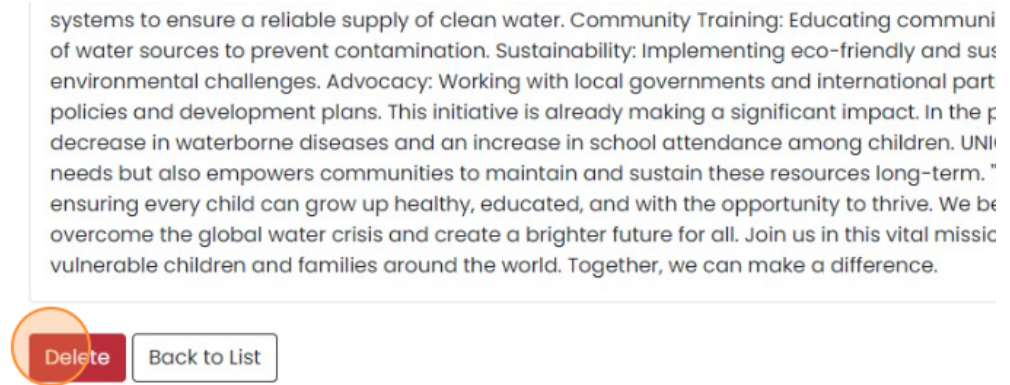 systems to ensure a reliable supply of clean water. Community Training: Educating communi
of water sources to prevent contamination. Sustainability: Implementing eco-friendly and sus
environmental challenges. Advocacy: Working with local governments and international part
policies and development plans. This initiative is already making a significant impact. In the p
decrease in waterborne diseases and an increase in school attendance among children. UNI
needs but also empowers communities to maintain and sustain these resources long-term. "
ensuring every child can grow up healthy, educated, and with the opportunity to thrive. We be
overcome the global water crisis and create a brighter future for all. Join us in this vital missio
vulnerable children and families around the world. Together, we can make a difference.
Delete Back to List